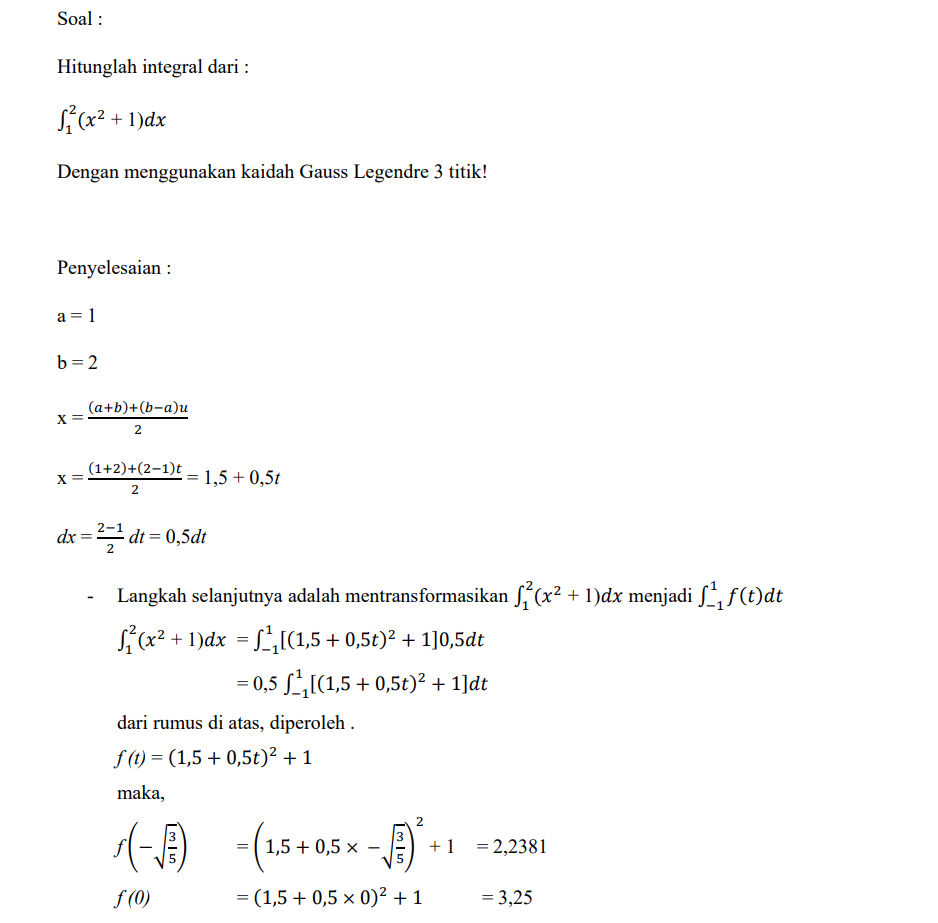 Soal :
Hitunglah integral dari :
∫₁²(x² + 1)dx
Dengan menggunakan kaidah Gauss Legendre 3 titik!
Penyelesaian :
a = 1
b = 2
x = \frac{(a+b)+(b−a)u}{2}
x = \frac{(1+2)+(2−1)t}{2} = 1,5 + 0,5t
dx = \frac{2−1}{2} dt = 0,5dt
- Langkah selanjutnya adalah mentransformasikan ∫₁²(x² + 1)dx menjadi ∫₋₁¹ f(t)dt
∫₁²(x² + 1)dx = ∫₋₁¹[(1,5 + 0,5t)² + 1]0,5dt
= 0,5 ∫₋₁¹[(1,5 + 0,5t)² + 1]dt
dari rumus di atas, diperoleh .
f (t) = (1,5 + 0,5t)² + 1
maka,
f(−√\frac{3}{5}) = (1,5 + 0,5 × −√\frac{3}{5})² + 1 = 2,2381
f (0) = (1,5 + 0,5 × 0)² + 1 = 3,25